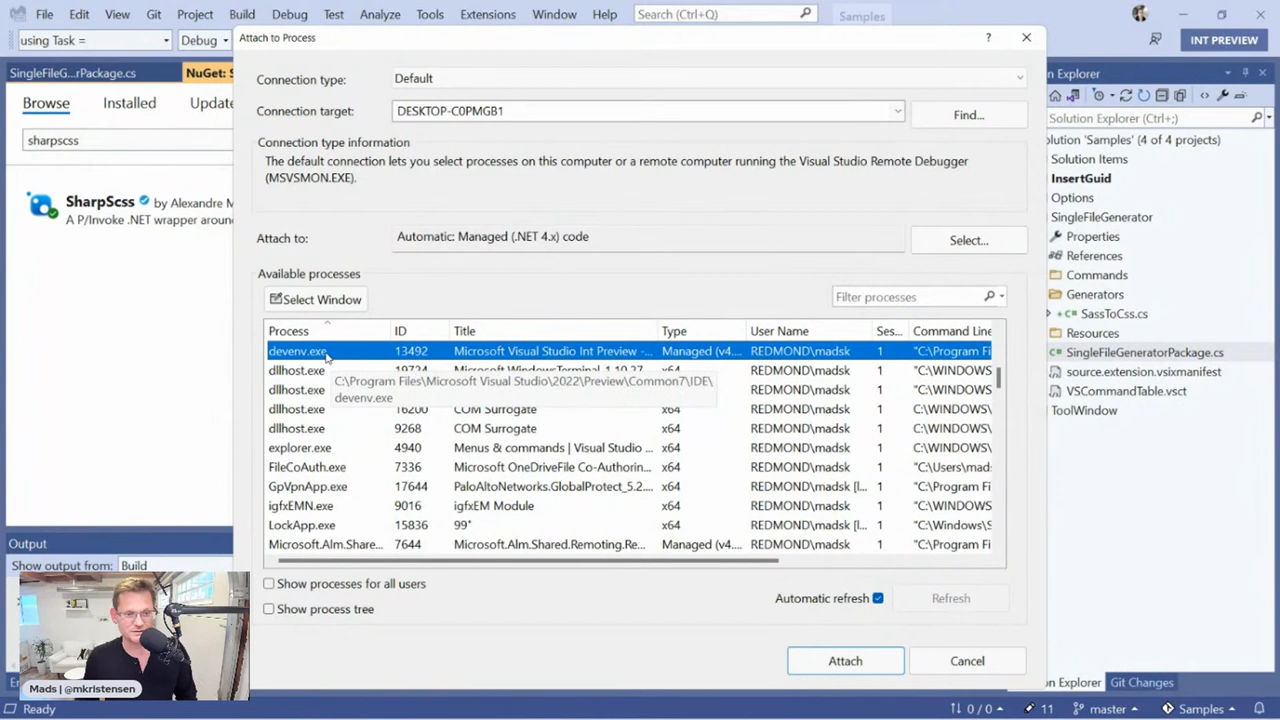 File Edit View Git Project Build Debug Test Analyze Tools Extensions Window Help Search (Ctrl+Q) Samples
using Task = Debug INT PREVIEW
SingleFileG...rPackage.cs NuGet: S
Browse Installed Update
sharpscss
SharpScss by Alexandre M
A P/Invoke .NET wrapper aroun
Attach to Process
Connection type: Default
Connection target: DESKTOP-C0PMGB1 Find...
Connection type information
The default connection lets you select processes on this computer or a remote computer running the Visual Studio Remote Debugger
(MSVSMON.EXE).
Attach to: Automatic: Managed (.NET 4.x) code Select...
Available processes
Select Window Filter processes
Process ID Title Type User Name Ses... Command Line
devenv.exe 13492 Microsoft Visual Studio Int Preview -... Managed (v4.... REDMOND\madsk 1 "C:\Program Fi
dllhost.exe 19724 Microsoft.WindowsTerminal_1.10.27... x64 REDMOND\madsk 1 "C:\WINDOWS
dllhost.exe REDMOND\madsk 1 "C:\WINDOWS
C:\Program Files\Microsoft Visual Studio\2022\Preview\Common7\IDE\
devenv.exe
dllhost.exe 16200 COM Surrogate x64 REDMOND\madsk 1 C:\WINDOWS
dllhost.exe 9268 COM Surrogate x64 REDMOND\madsk 1 C:\WINDOWS
explorer.exe 4940 Menus & commands | Visual Studio ... x64 REDMOND\madsk 1 C:\WINDOWS
FileCoAuth.exe 7336 Microsoft OneDriveFile Co-Authorin... x64 REDMOND\madsk 1 "C:\Users\mad
GpVpnApp.exe 17644 PaloAltoNetworks.GlobalProtect_5.2.... x64 REDMOND\madsk [l... 1 "C:\Program Fi
igfxEMN.exe 9016 igfxEM Module x64 REDMOND\madsk 1 "C:\WINDOWS
LockApp.exe 15836 99" x64 REDMOND\madsk [l... 1 "C:\Windows\S
Microsoft.Alm.Share... 7644 Microsoft.Alm.Shared.Remoting.Re... Managed (v4.... REDMOND\madsk 1 "C:\Program Fi
Show processes for all users
Show process tree
Automatic refresh Refresh
Attach Cancel
n Explorer
Solution Explorer (Ctrl+;)
olution 'Samples' (4 of 4 projects)
Solution Items
InsertGuid
Options
SingleFileGenerator
Properties
References
Commands
Generators
SassToCss.cs
Resources
SingleFileGeneratorPackage.cs
source.extension.vsixmanifest
VSCommandTable.vsct
ToolWindow
Output
Show output from: Build
Mads | @mkristensen
on Explorer Git Changes
Ready 0 / 0 11 master Samples